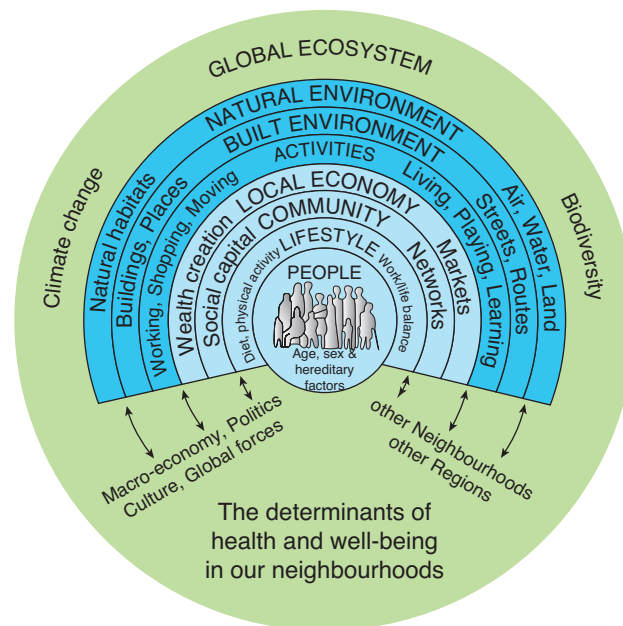 GLOBAL ECOSYSTEM
Climate change
Biodiversity
NATURAL ENVIRONMENT
Natural habitats
Air, Water, Land
BUILT ENVIRONMENT
Buildings, Places
Streets, Routes
ACTIVITIES
Working, Shopping, Moving
Living, Playing, Learning
LOCAL ECONOMY
Wealth creation
Markets
COMMUNITY
Social capital
Networks
LIFESTYLE
Diet, physical activity
Work/life balance
PEOPLE
Age, sex &
hereditary
factors
Macro-economy, Politics
Culture, Global forces
other Neighbourhoods
other Regions
The determinants of
health and well-being
in our neighbourhoods